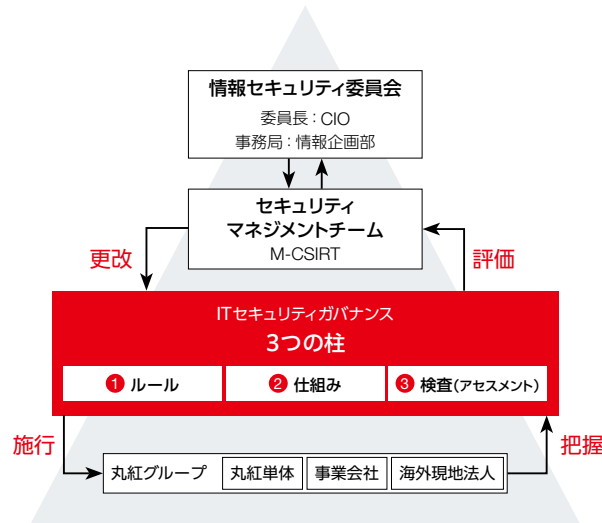 情報セキュリティ委員会
委員長：CIO
事務局：情報企画部
セキュリティ
マネジメントチーム
M-CSIRT
更改
評価
ITセキュリティガバナンス
3つの柱
1 ルール
2 仕組み
3 検査（アセスメント）
施行
把握
丸紅グループ
丸紅単体
事業会社
海外現地法人